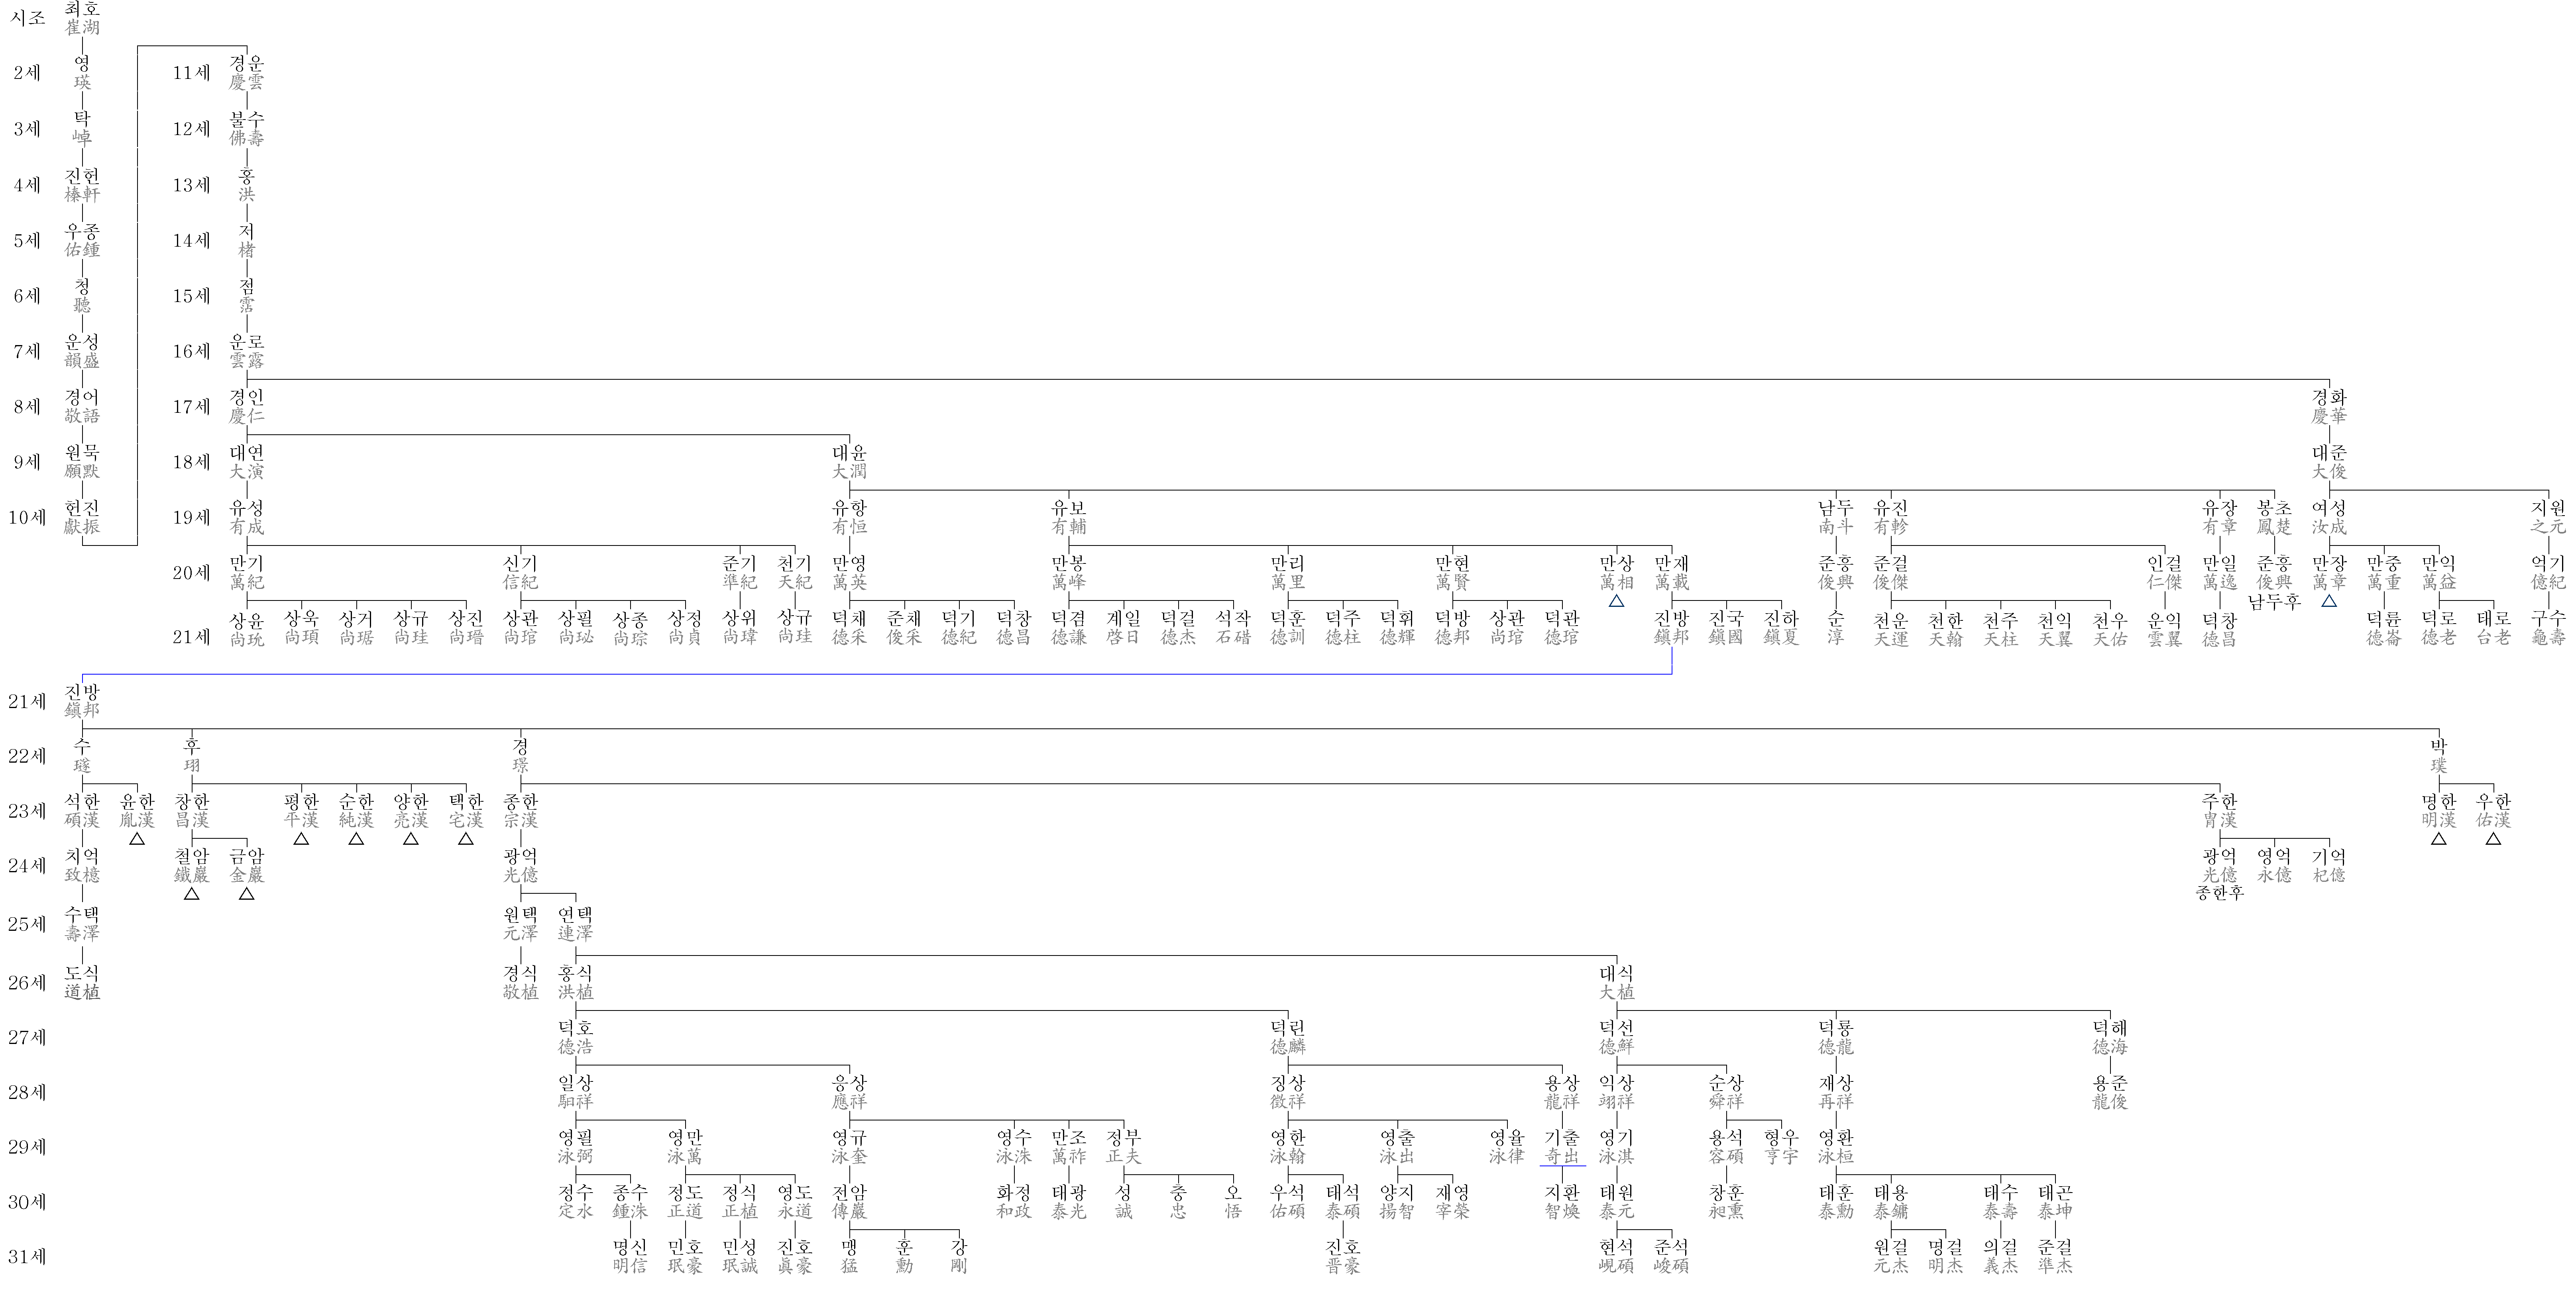 시조 최호
崔湖
2세 영 11세 경운
瑛 慶雲
3세 탁 12세 불수
晫 佛壽
4세 진헌 13세 홍
榛軒 洪
5세 우종 14세 저
佑鍾 楮
6세 청 15세 점
聽 霑
7세 운성 16세 운로
韻盛 雲露
8세 경어 17세 경인 경화
敬語 慶仁 慶華
9세 원묵 18세 대연 대윤 대준
願默 大演 大潤 大俊
10세 헌진 19세 유성 유항 유보 남두 유진 유장 봉초 여성 지원
獻振 有成 有恒 有輔 南斗 有軫 有章 鳳楚 汝成 之元
20세 만기 신기 준기 천기 만영 만봉 만리 만현 만상 만재 준흥 준걸 인걸 만일 준흥 만장 만중 만익 억기
萬紀 信紀 準紀 天紀 萬英 萬峰 萬里 萬賢 萬相 萬載 俊興 俊傑 仁傑 萬逸 俊興 萬章 萬重 萬益 億紀
남두후
21세 상윤 상욱 상거 상규 상진 상관 상필 상종 상정 상위 상규 덕채 준채 덕기 덕창 덕겸 계일 덕걸 석작 덕훈 덕주 덕휘 덕방 상관 덕관 진방 진국 진하 순 천운 천한 천주 천익 천우 운익 덕창 덕륜 덕로 태로 구수
尚玧 尚頊 尚琚 尚珪 尚瑨 尚琯 尚珌 尚琮 尚貞 尚瑋 尚珪 德采 俊采 德紀 德昌 德謙 啓日 德杰 石碏 德訓 德柱 德輝 德邦 尚琯 德琯 鎭邦 鎭國 鎭夏 淳 天運 天翰 天柱 天翼 天佑 雲翼 德昌 德崙 德老 台老 龜壽
21세 진방
鎭邦
22세 수 후 경 박
璲 珝 璟 璞
23세 석한 윤한 창한 평한 순한 양한 택한 종한 주한 명한 우한
碩漢 胤漢 昌漢 平漢 純漢 亮漢 宅漢 宗漢 胄漢 明漢 佑漢
24세 치억 철암 금암 광억 광억 영억 기억
致檍 鐵巖 金巖 光億 光億 永億 杞億
종한후
25세 수택 원택 연택
壽澤 元澤 連澤
26세 도식 경식 홍식 대식
道植 敬植 洪植 大植
27세 덕호 덕린 덕선 덕룡 덕해
德浩 德麟 德鮮 德龍 德海
28세 일상 응상 징상 용상 익상 순상 재상 용준
馹祥 應祥 徵祥 龍祥 翊祥 舜祥 再祥 龍俊
29세 영필 영만 영규 영수 만조 정부 영한 영출 영율 기출 영기 용석 형우 영환
泳弼 泳萬 泳奎 泳洙 萬祚 正夫 泳翰 泳出 泳律 奇出 泳淇 容碩 亨宇 泳桓
30세 정수 종수 정도 정식 영도 전암 화정 태광 성 충 오 우석 태석 양지 재영 지환 태원 창훈 태훈 태용 태수 태곤
定水 鍾洙 正道 正植 永道 傳巖 和政 泰光 誠 忠 悟 佑碩 泰碩 揚智 宰榮 智煥 泰元 昶熏 泰勳 泰鏞 泰壽 泰坤
31세 명신 민호 민성 진호 맹 훈 강 진호 현석 준석 원걸 명걸 의걸 준걸
明信 珉豪 珉誠 眞豪 猛 勳 剛 晋豪 峴碩 峻碩 元杰 明杰 義杰 準杰